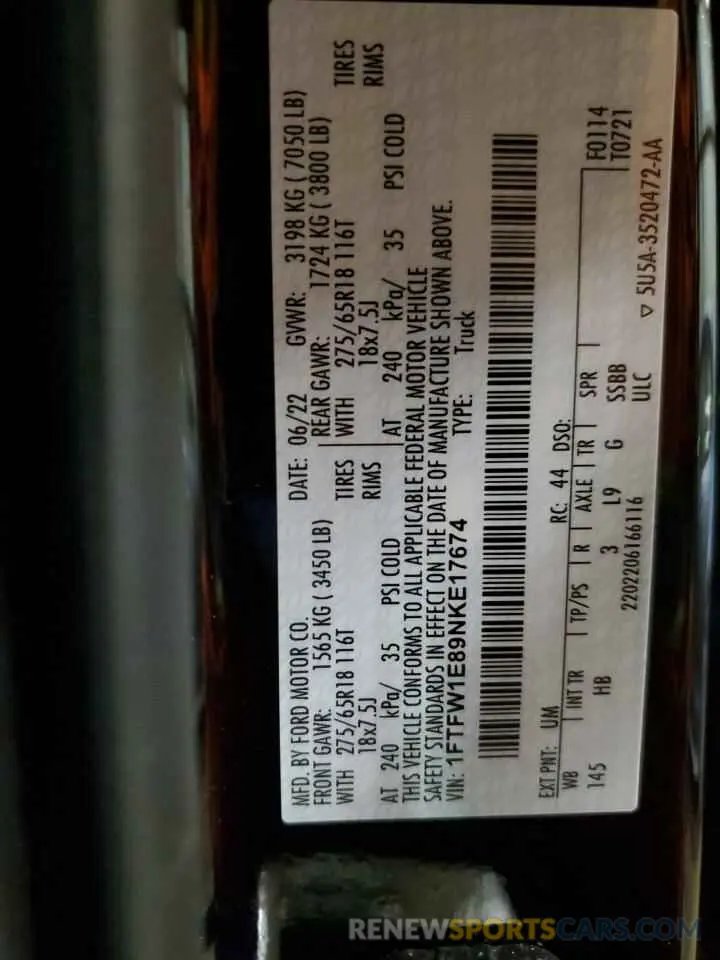 MFD. BY FORD MOTOR CO.
DATE: 06/22 GVWR: 3198 KG ( 7050 LB)
FRONT GAWR: 1565 KG ( 3450 LB) REAR GAWR: 1724 KG ( 3800 LB)
WITH 275/65R18 116T TIRES WITH 275/65R18 116T TIRES
18x7.5J RIMS 18x7.5J RIMS
AT 240 kPa/ 35 PSI COLD AT 240 kPa/ 35 PSI COLD
THIS VEHICLE CONFORMS TO ALL APPLICABLE FEDERAL MOTOR VEHICLE
SAFETY STANDARDS IN EFFECT ON THE DATE OF MANUFACTURE SHOWN ABOVE.
VIN: 1FTFW1E89NKE17674 TYPE: Truck
EXT PNT: UM RC: 44 DSO:
WB INT TR TP/PS R AXLE TR SPR F0114
145 HB 3 L9 G SSBB T0721
2202206166116 ULC
▽ 5U5A-3520472-AA
RENEWSPORTSCARS.COM